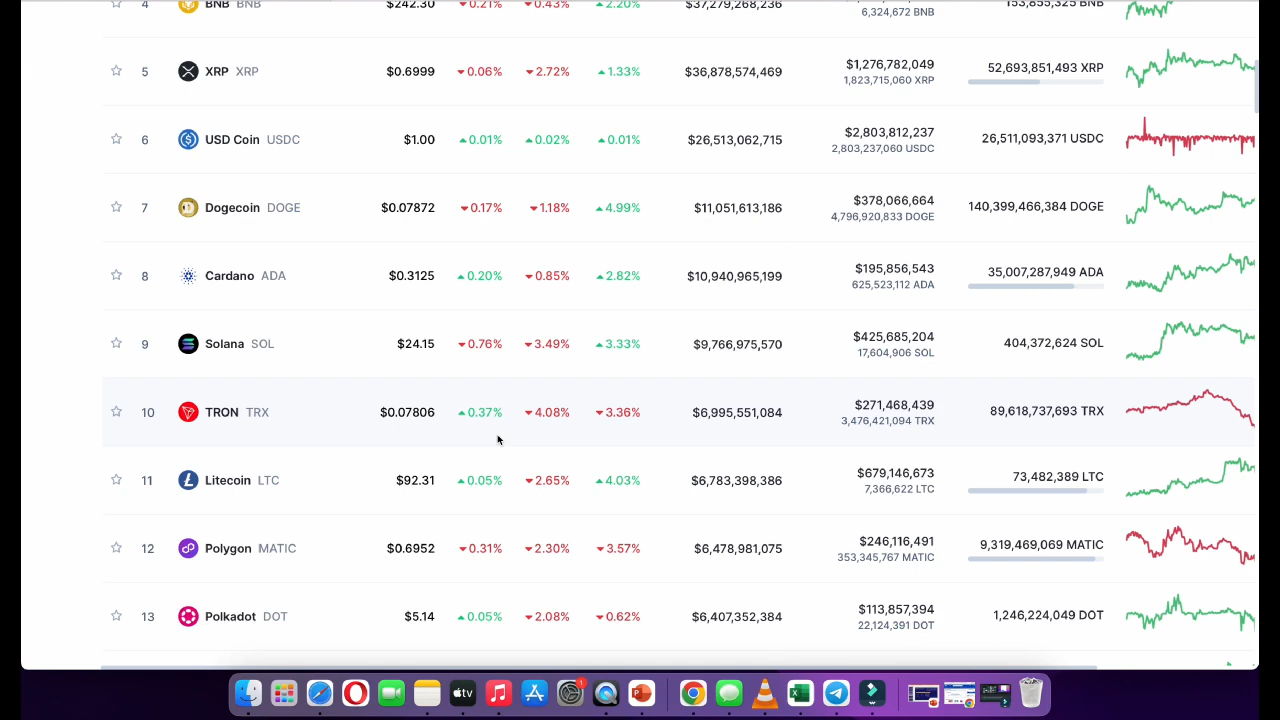 4 BNB BNB $242.30 0.21% 0.43% 2.20% $37,279,268,236
6,324,672 BNB 153,855,325 BNB
5 XRP XRP $0.6999 0.06% 2.72% 1.33% $36,878,574,469 $1,276,782,049 52,693,851,493 XRP
1,823,715,060 XRP
6 USD Coin USDC $1.00 0.01% 0.02% 0.01% $26,513,062,715 $2,803,812,237 26,511,093,371 USDC
2,803,237,060 USDC
7 Dogecoin DOGE $0.07872 0.17% 1.18% 4.99% $11,051,613,186 $378,066,664 140,399,466,384 DOGE
4,796,920,833 DOGE
8 Cardano ADA $0.3125 0.20% 0.85% 2.82% $10,940,965,199 $195,856,543 35,007,287,949 ADA
625,523,112 ADA
9 Solana SOL $24.15 0.76% 3.49% 3.33% $9,766,975,570 $425,685,204 404,372,624 SOL
17,604,906 SOL
10 TRON TRX $0.07806 0.37% 4.08% 3.36% $6,995,551,084 $271,468,439 89,618,737,693 TRX
3,476,421,094 TRX
11 Litecoin LTC $92.31 0.05% 2.65% 4.03% $6,783,398,386 $679,146,673 73,482,389 LTC
7,366,622 LTC
12 Polygon MATIC $0.6952 0.31% 2.30% 3.57% $6,478,981,075 $246,116,491 9,319,469,069 MATIC
353,345,767 MATIC
13 Polkadot DOT $5.14 0.05% 2.08% 0.62% $6,407,352,384 $113,857,394 1,246,224,049 DOT
22,124,391 DOT
tv
1